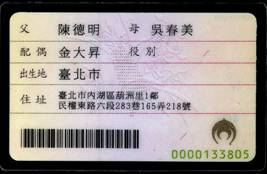 父 陳德明 母 吳春美
配偶 金大昇 役別
出生地 臺北市
住址 臺北市內湖區葫洲里1鄰
民權東路六段283巷165弄218號
0000133805